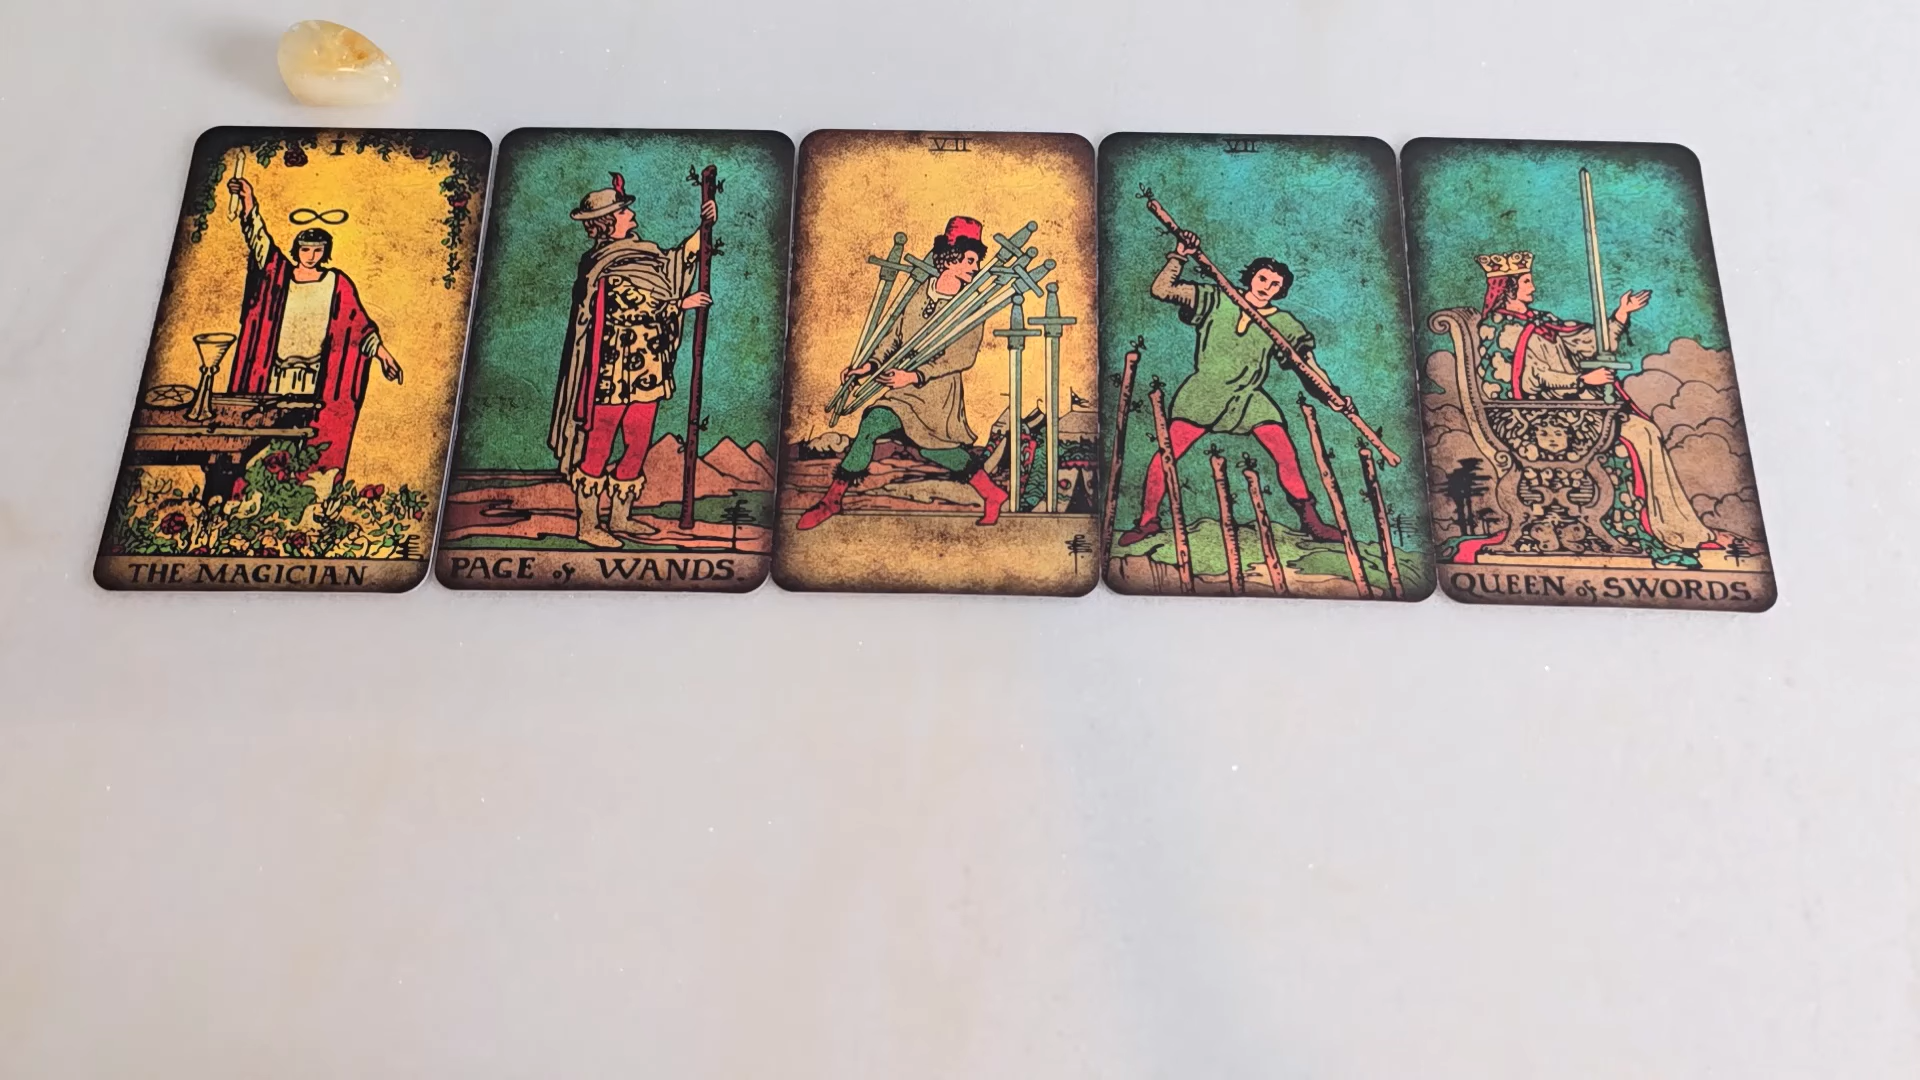 I
VII
VII
THE MAGICIAN
PAGE of WANDS.
QUEEN of SWORDS